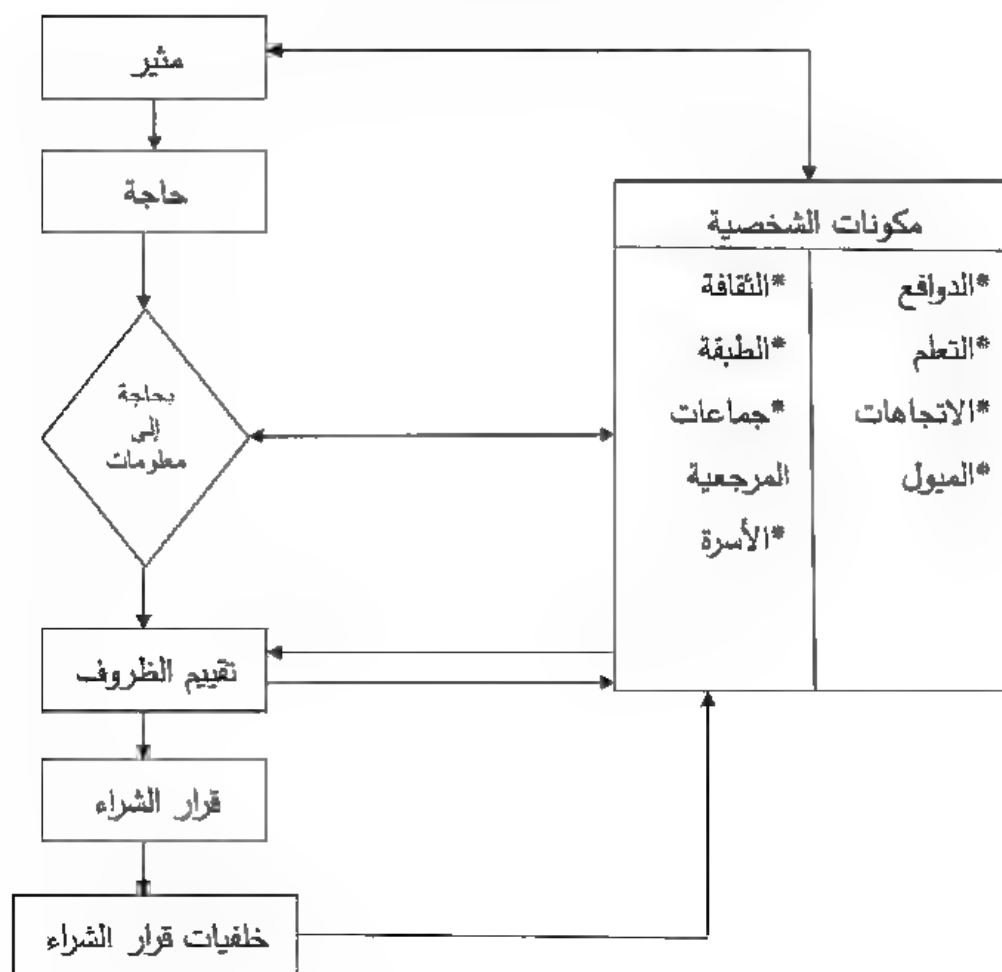 مثير
حاجة
بحاجة
إلى
معلومات
تقييم الظروف
قرار الشراء
خلفيات قرار الشراء
مكونات الشخصية
*الدوافع
*التعلم
*الاتجاهات
*الميول
*الثقافة
*الطبقة
*جماعات
المرجعية
*الأسرة